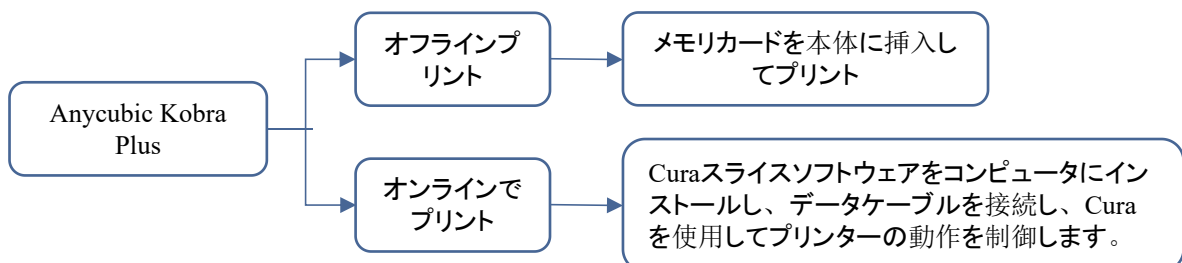 オフラインプ
リント
メモリカードを本体に挿入し
てプリント
Anycubic Kobra
Plus
オンラインで
プリント
Curaスライスソフトウェアをコンピュータにイン
ストールし、データケーブルを接続し、Cura
を使用してプリンターの動作を制御します。